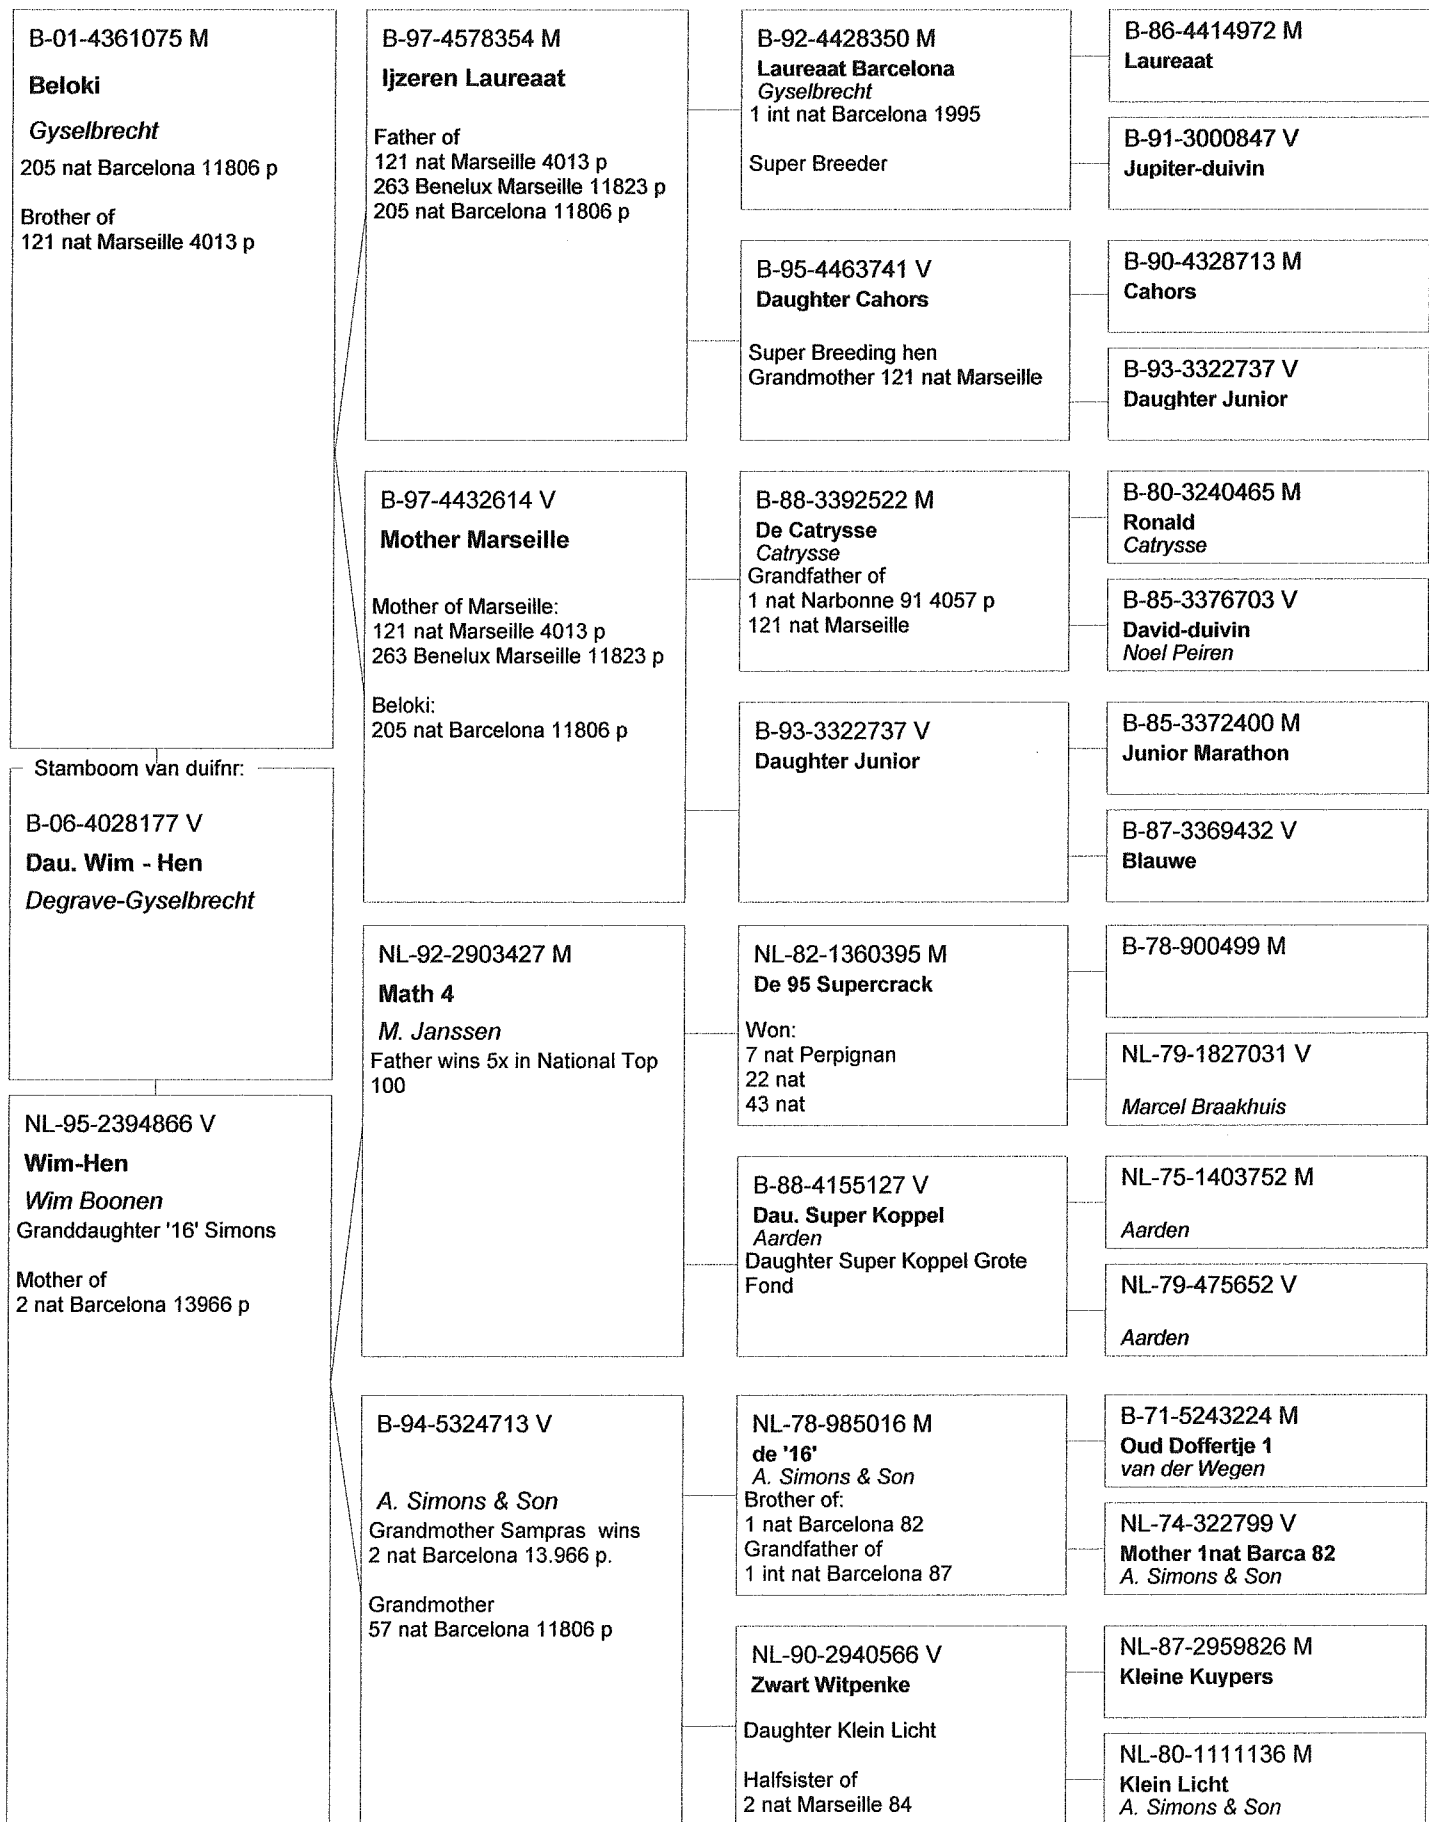 B-01-4361075 M
Beloki
Gyselbrecht
205 nat Barcelona 11806 p
Brother of
121 nat Marseille 4013 p
Stamboom van duifnr:
B-06-4028177 V
Dau. Wim - Hen
Degrave-Gyselbrecht
NL-95-2394866 V
Wim-Hen
Wim Boonen
Granddaughter '16' Simons
Mother of
2 nat Barcelona 13966 p
B-97-4578354 M
Ijzeren Laureaat
Father of
121 nat Marseille 4013 p
263 Benelux Marseille 11823 p
205 nat Barcelona 11806 p
B-97-4432614 V
Mother Marseille
Mother of Marseille:
121 nat Marseille 4013 p
263 Benelux Marseille 11823 p
Beloki:
205 nat Barcelona 11806 p
NL-92-2903427 M
Math 4
M. Janssen
Father wins 5x in National Top
100
B-94-5324713 V
A. Simons & Son
Grandmother Sampras wins
2 nat Barcelona 13.966 p.
Grandmother
57 nat Barcelona 11806 p
B-92-4428350 M
Laureaat Barcelona
Gyselbrecht
1 int nat Barcelona 1995
Super Breeder
B-95-4463741 V
Daughter Cahors
Super Breeding hen
Grandmother 121 nat Marseille
B-88-3392522 M
De Catrysse
Catrysse
Grandfather of
1 nat Narbonne 91 4057 p
121 nat Marseille
B-93-3322737 V
Daughter Junior
NL-82-1360395 M
De 95 Supercrack
Won:
7 nat Perpignan
22 nat
43 nat
B-88-4155127 V
Dau. Super Koppel
Aarden
Daughter Super Koppel Grote
Fond
NL-78-985016 M
de '16'
A. Simons & Son
Brother of:
1 nat Barcelona 82
Grandfather of
1 int nat Barcelona 87
NL-90-2940566 V
Zwart Witpenke
Daughter Klein Licht
Halfsister of
2 nat Marseille 84
B-86-4414972 M
Laureaat
B-91-3000847 V
Jupiter-duivin
B-90-4328713 M
Cahors
B-93-3322737 V
Daughter Junior
B-80-3240465 M
Ronald
Catrysse
B-85-3376703 V
David-duivin
Noel Peiren
B-85-3372400 M
Junior Marathon
B-87-3369432 V
Blauwe
B-78-900499 M
NL-79-1827031 V
Marcel Braakhuis
NL-75-1403752 M
Aarden
NL-79-475652 V
Aarden
B-71-5243224 M
Oud Doffertje 1
van der Wegen
NL-74-322799 V
Mother 1nat Barca 82
A. Simons & Son
NL-87-2959826 M
Kleine Kuypers
NL-80-1111136 M
Klein Licht
A. Simons & Son